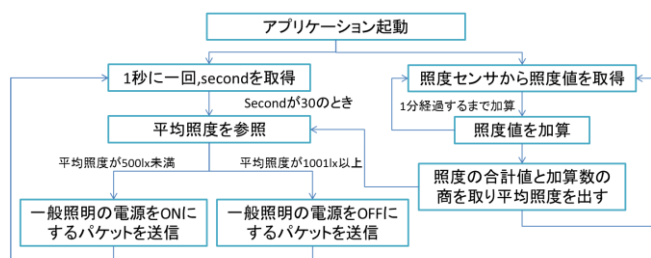 アプリケーション起動
1秒に一回,secondを取得
照度センサから照度値を取得
Secondが30のとき
1分経過するまで加算
平均照度を参照
照度値を加算
平均照度が500lx未満
平均照度が1001lx以上
照度の合計値と加算数の
商を取り平均照度を出す
一般照明の電源をONに
するパケットを送信
一般照明の電源をOFFに
するパケットを送信